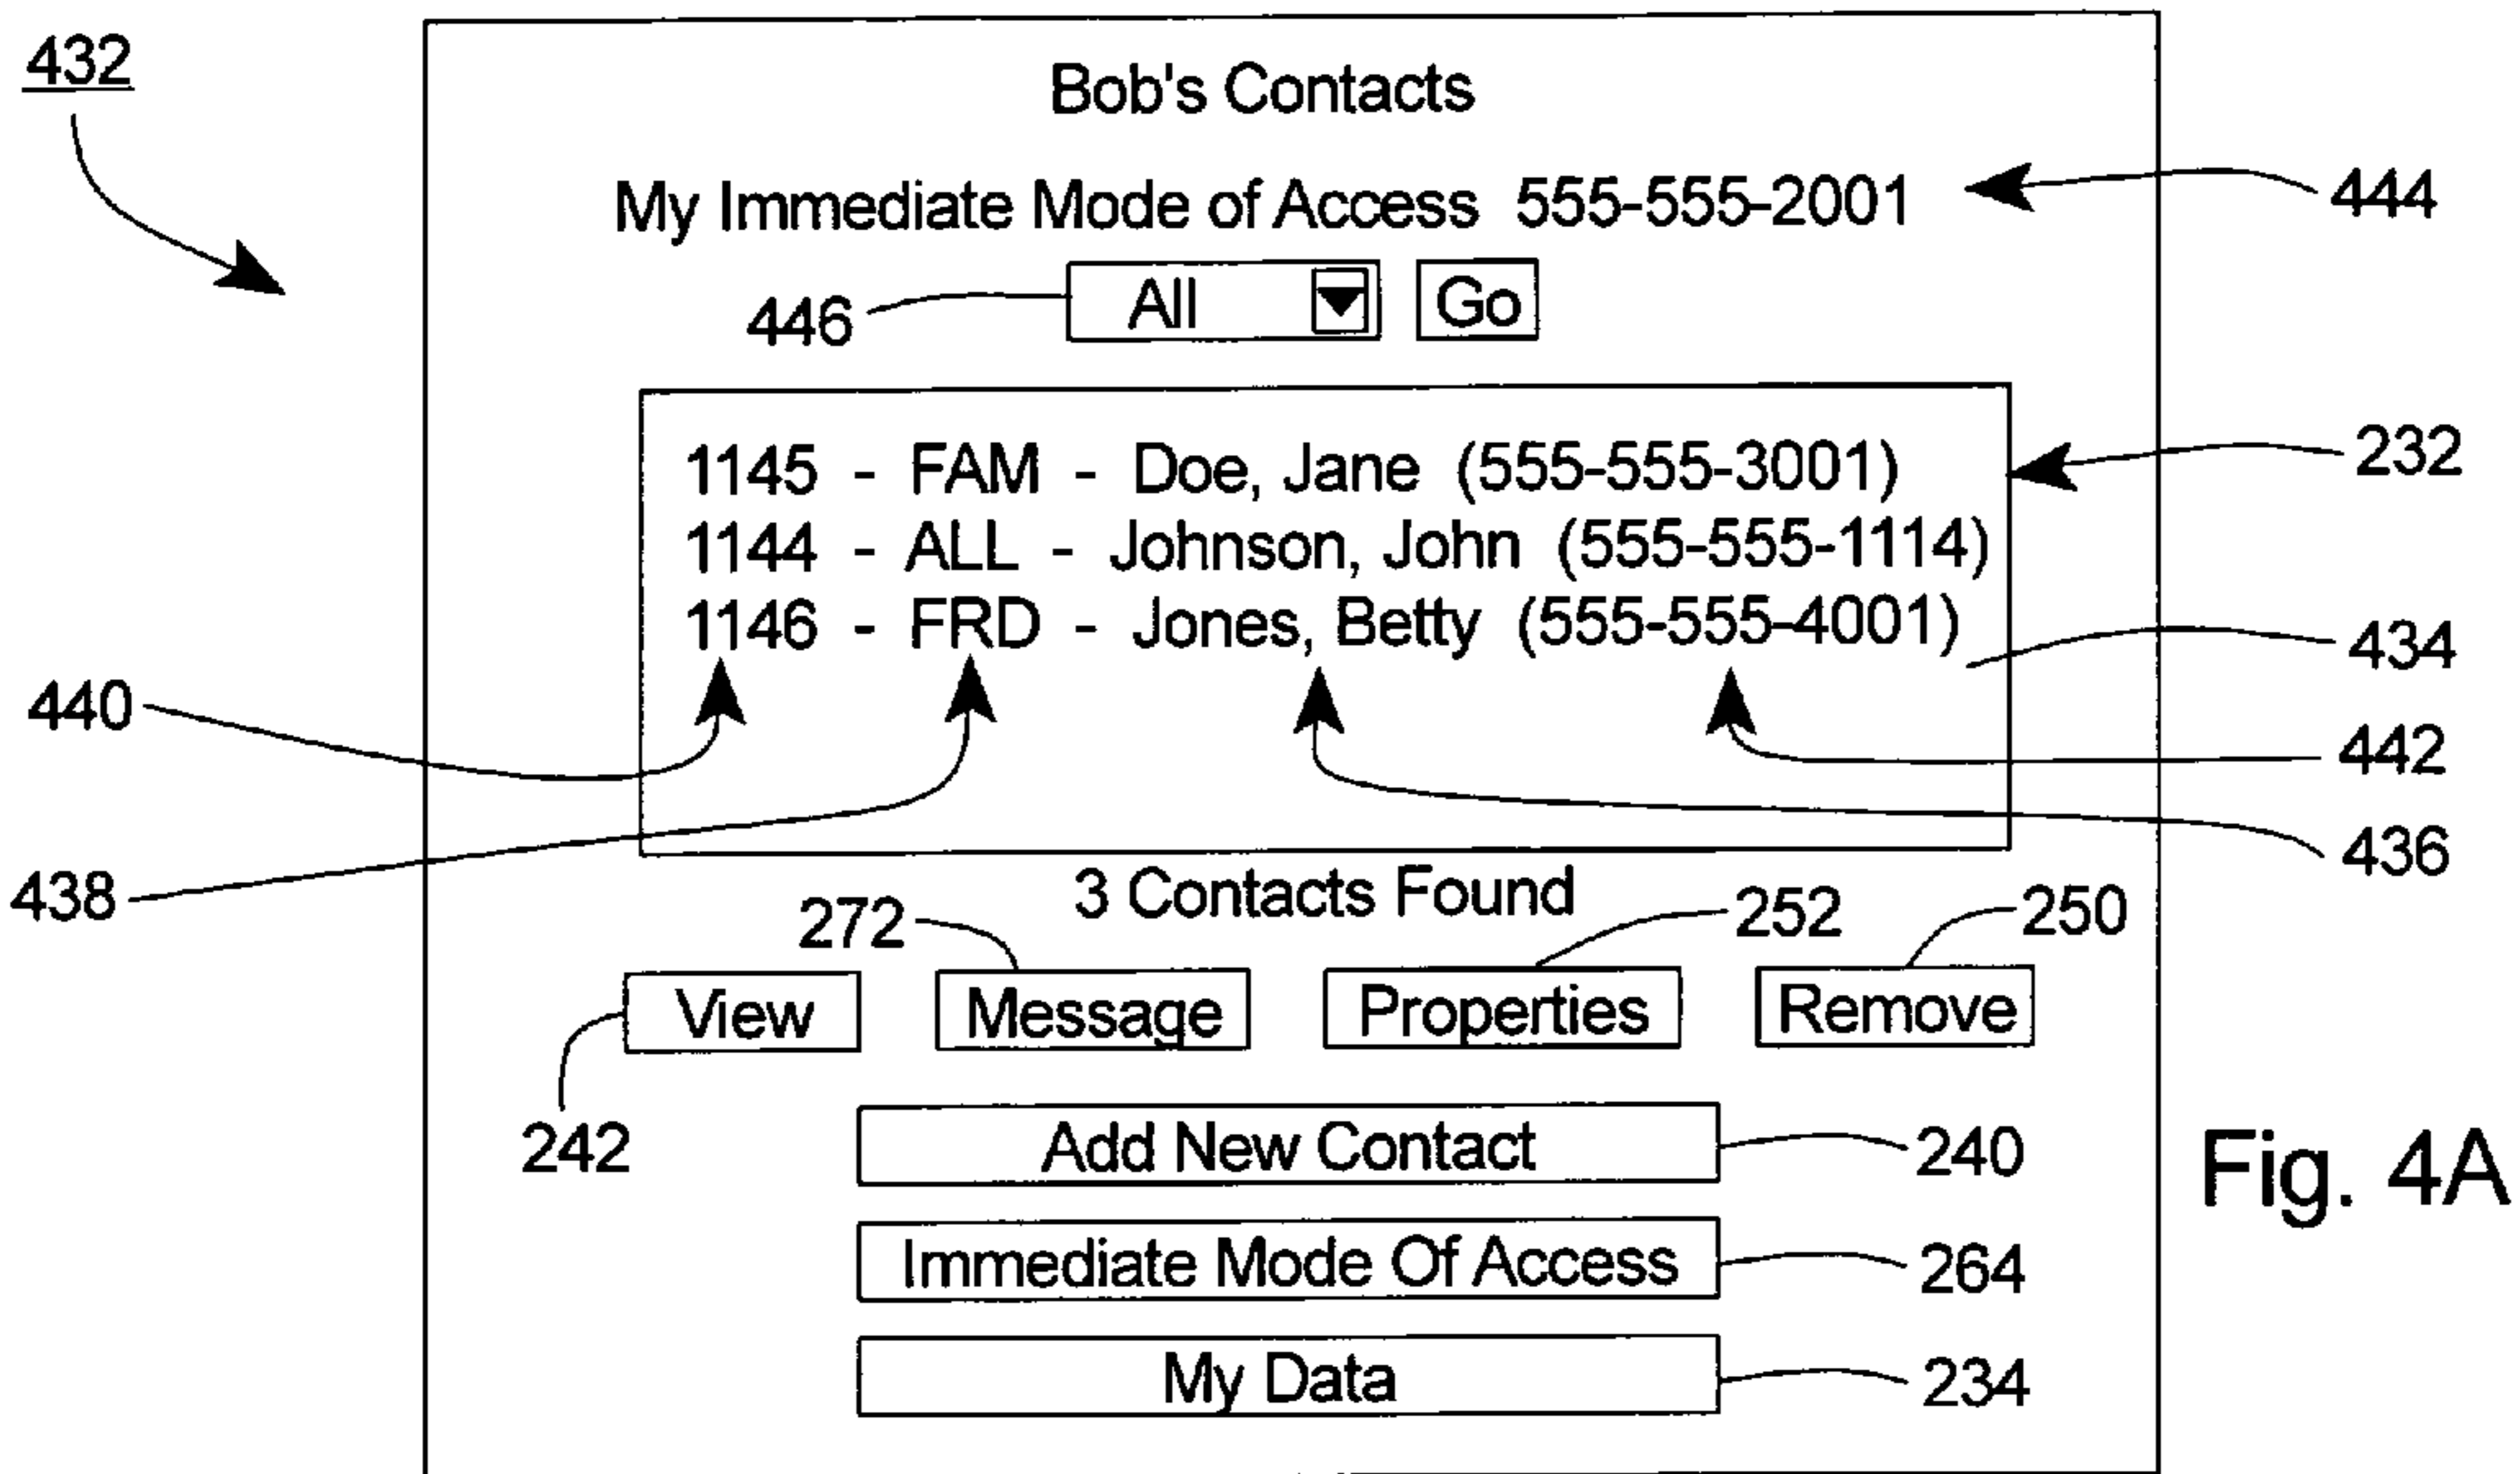 432
Bob's Contacts
My Immediate Mode of Access 555-555-2001
444
446
All
Go
232
1145 - FAM - Doe, Jane (555-555-3001)
1144 - ALL - Johnson, John (555-555-1114)
1146 - FRD - Jones, Betty (555-555-4001)
434
440
442
436
438
3 Contacts Found
272
252
250
View
Message
Properties
Remove
242
Add New Contact
240
Fig. 4A
Immediate Mode Of Access
264
My Data
234